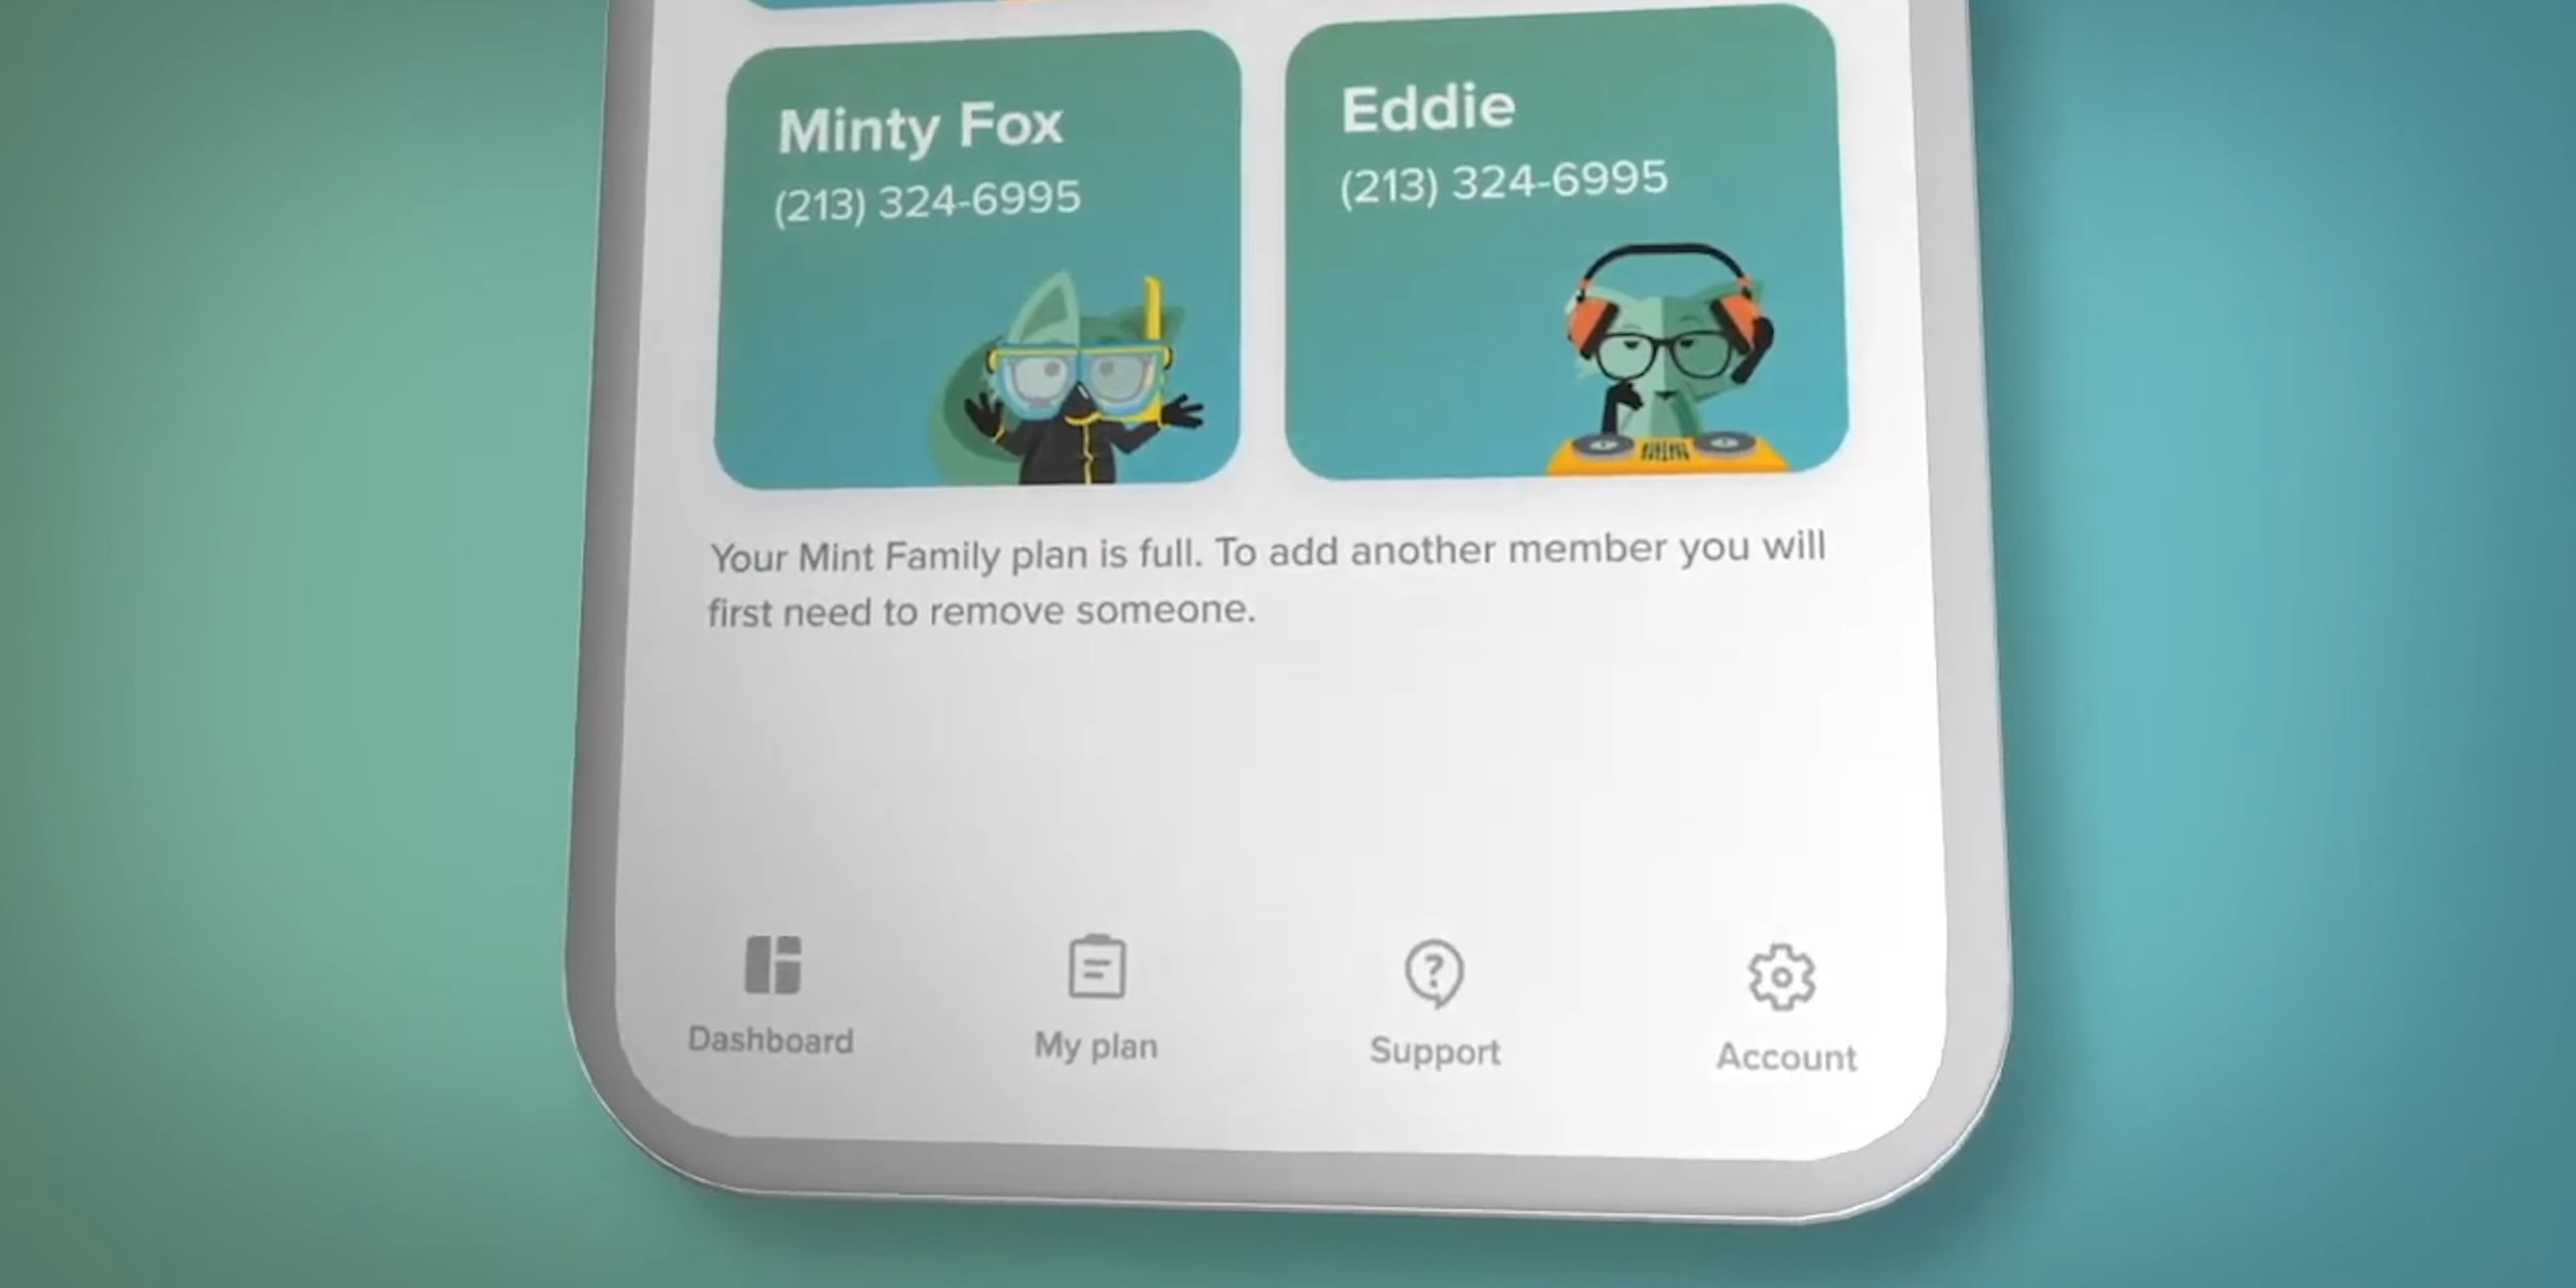 Minty Fox
(213) 324-6995
Eddie
(213) 324-6995
Your Mint Family plan is full. To add another member you will
first need to remove someone.
Dashboard
My plan
Support
Account